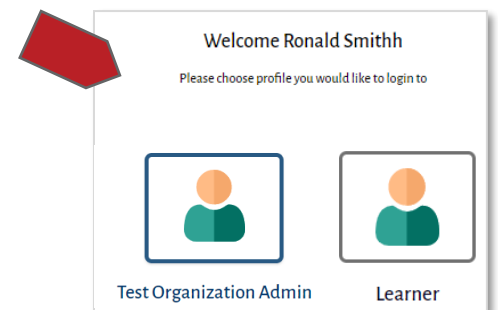 Welcome Ronald Smithh
Please choose profile you would like to login to
Test Organization Admin
Learner